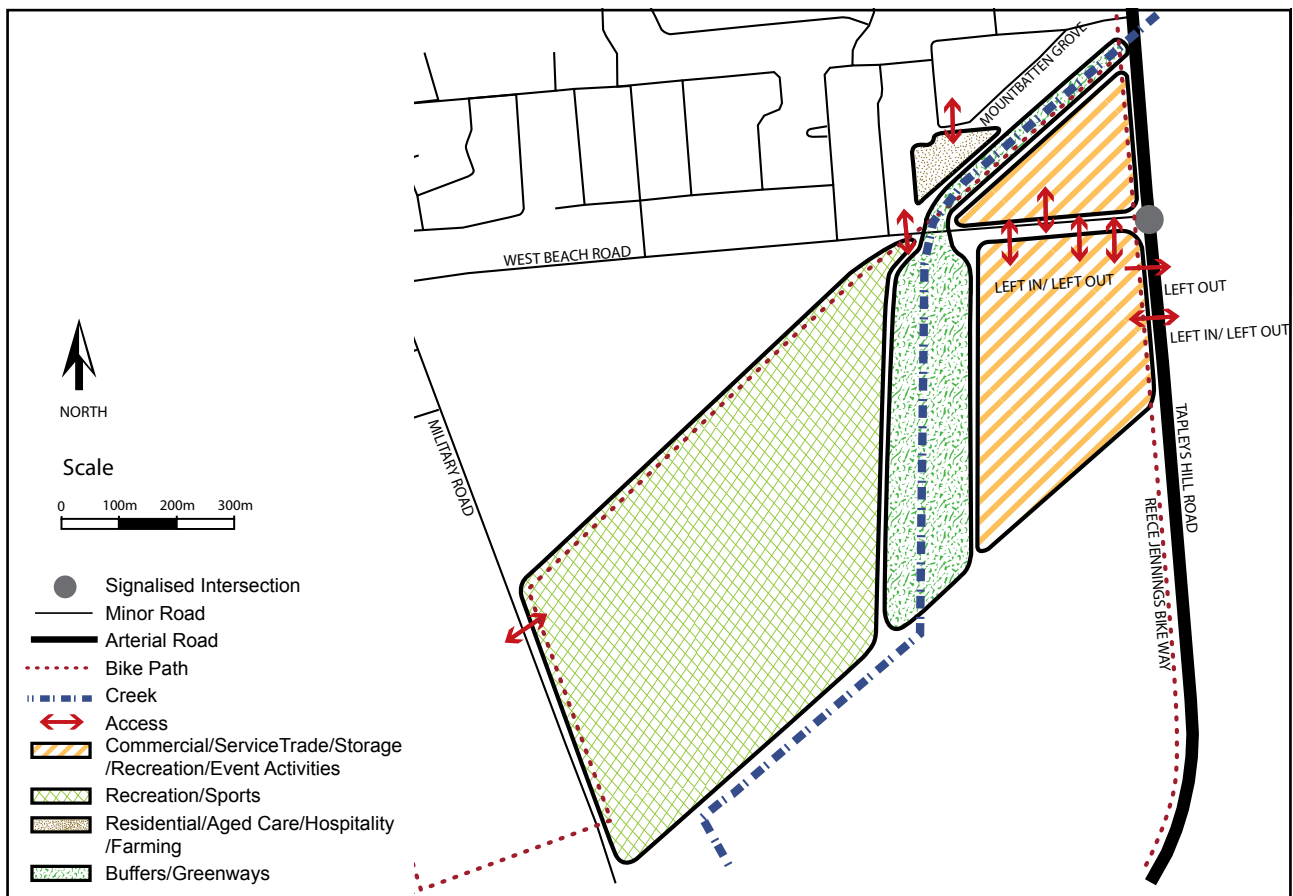 MOUNTBATTEN GROVE
WEST BEACH ROAD
LEFT IN/ LEFT OUT
LEFT OUT
LEFT IN/ LEFT OUT
MILITARY ROAD
TAPLEYS HILL ROAD
REECE JENNINGS BIKE WAY
NORTH
Scale
0 100m 200m 300m
Signalised Intersection
Minor Road
Arterial Road
Bike Path
Creek
Access
Commercial/ServiceTrade/Storage
/Recreation/Event Activities
Recreation/Sports
Residential/Aged Care/Hospitality
/Farming
Buffers/Greenways